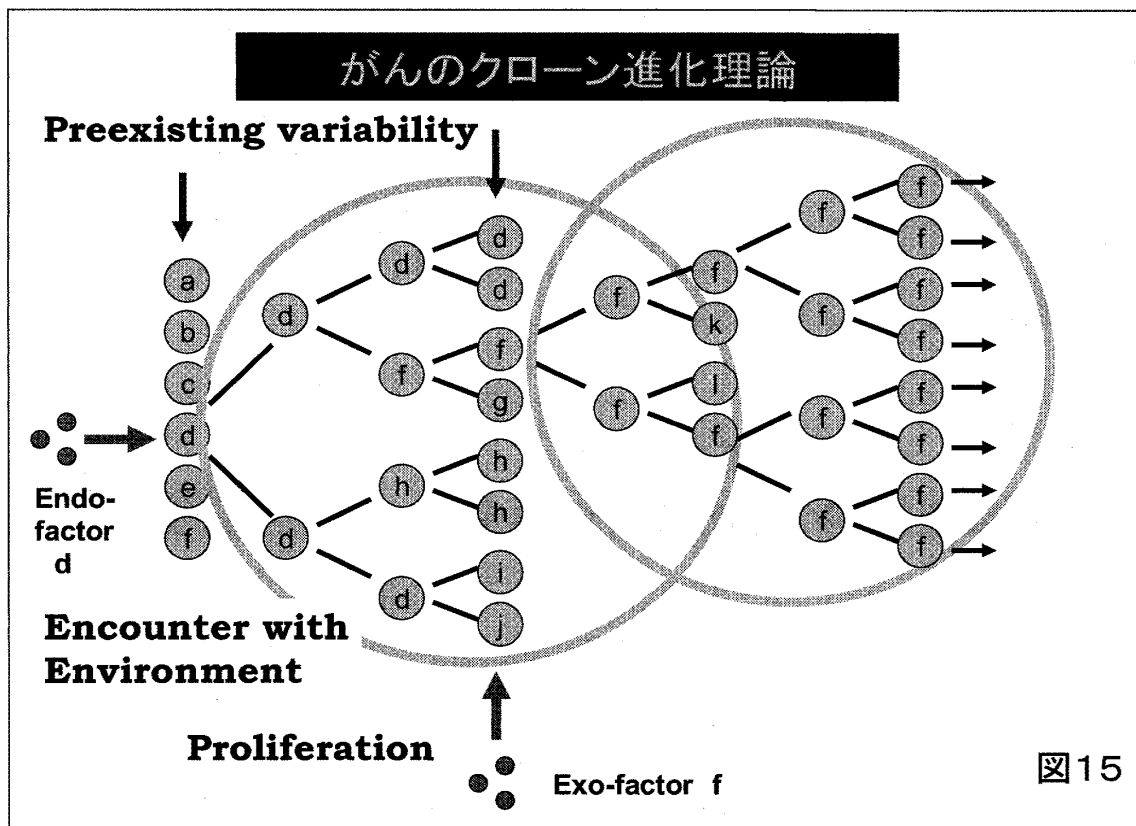 がんのクローン進化理論
Preexisting variability
a
b
c
d
e
f
d
d
d
f
h
d
d
d
f
g
h
h
i
j
f
f
f
k
l
f
f
f
f
f
f
f
f
f
f
f
f
f
Endo-
factor
d
Encounter with
Environment
Proliferation
Exo-factor f
図15